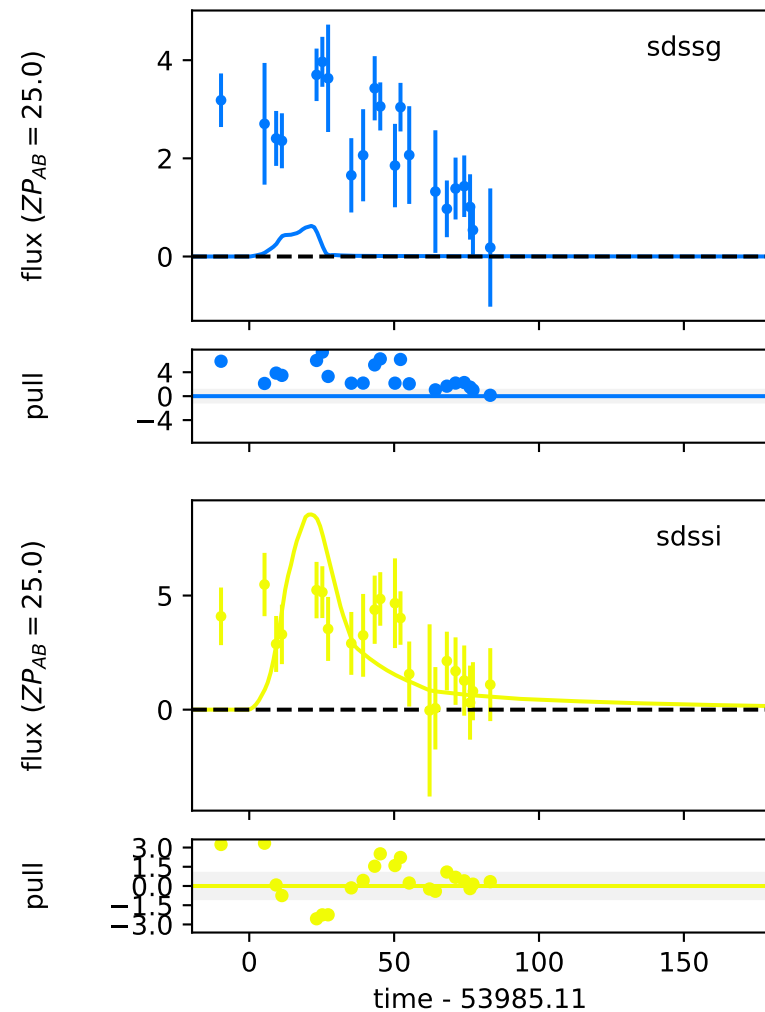 sdssg
flux (ZP_AB = 25.0)
4
2
0
pull
4
0
−4
sdssi
flux (ZP_AB = 25.0)
5
0
pull
3.0
1.5
0.0
−1.5
−3.0
0 50 100 150
time - 53985.11